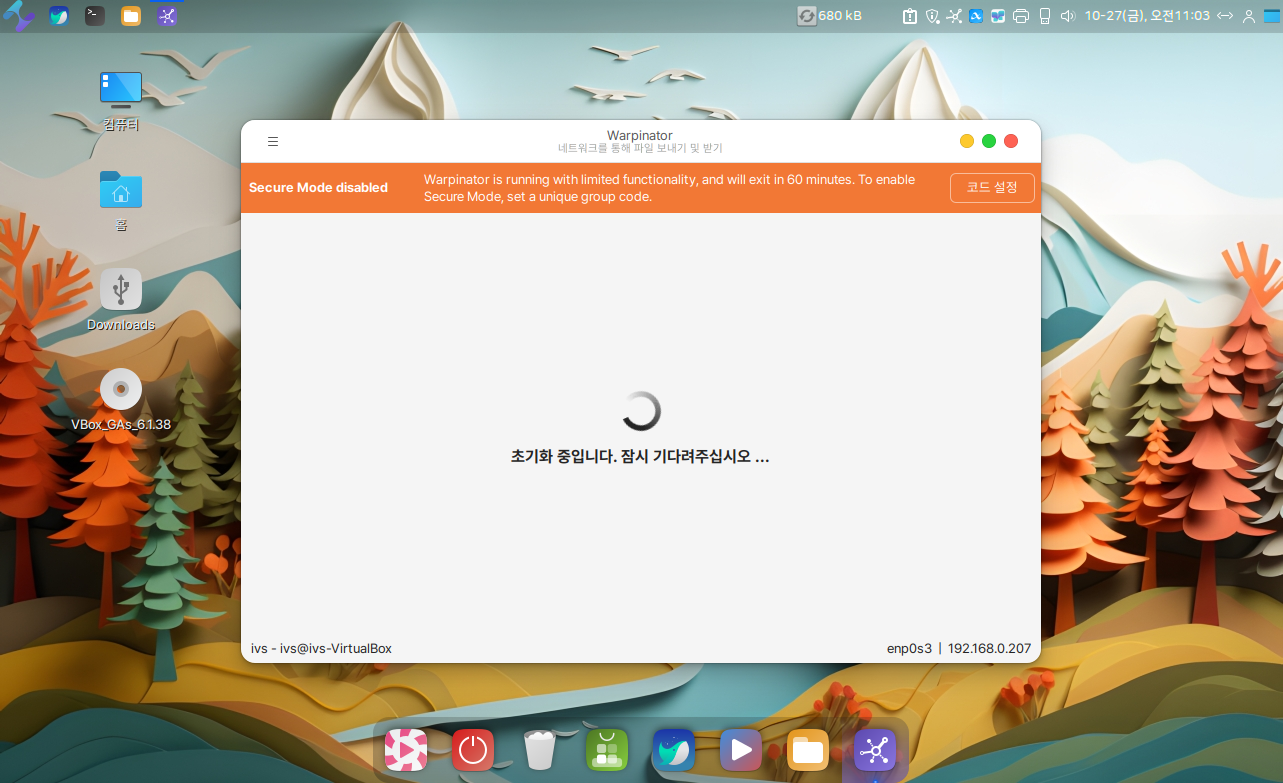 680 kB
10-27(금), 오전11:03
컴퓨터
홈
Downloads
VBox_GAs_6.1.38
Warpinator
네트워크를 통해 파일 보내기 및 받기
Secure Mode disabled
Warpinator is running with limited functionality, and will exit in 60 minutes. To enable
Secure Mode, set a unique group code.
코드 설정
초기화 중입니다. 잠시 기다려주십시오 ...
ivs - ivs@ivs-VirtualBox
enp0s3 | 192.168.0.207